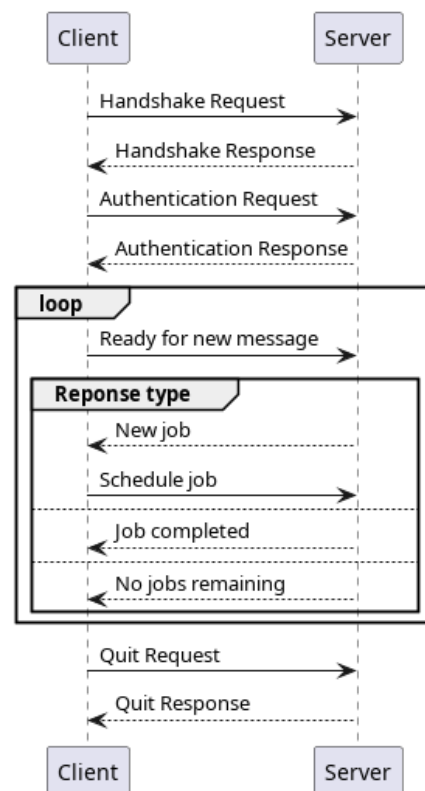 Client Server
Handshake Request
Handshake Response
Authentication Request
Authentication Response
loop
Ready for new message
Reponse type
New job
Schedule job
Job completed
No jobs remaining
Quit Request
Quit Response
Client Server